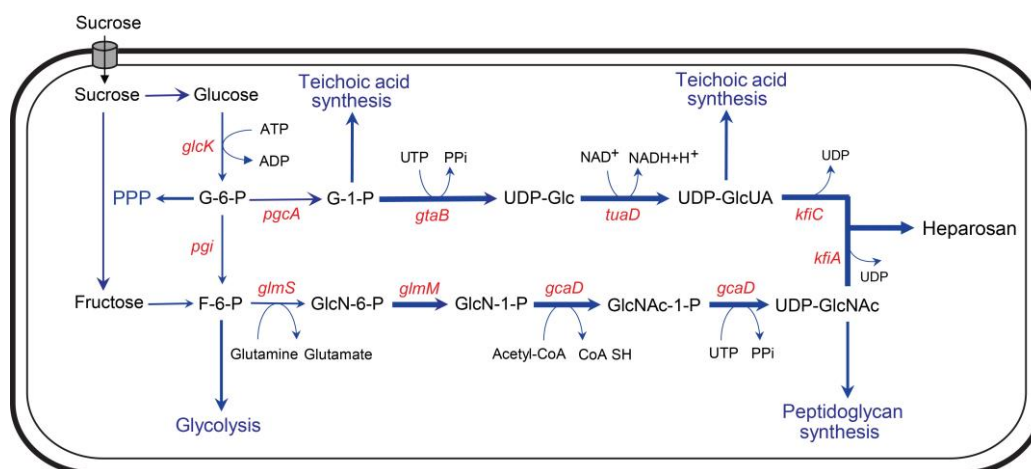 Sucrose
Teichoic acid
synthesis
Teichoic acid
synthesis
Sucrose
Glucose
glcK
ATP
ADP
UTP
PPi
NAD+
NADH+H+
UDP
PPP
G-6-P
G-1-P
UDP-Glc
UDP-GlcUA
pgcA
gtaB
tuaD
kfiC
Heparosan
pgi
kfiA
UDP
Fructose
F-6-P
glmS
GlcN-6-P
glmM
GlcN-1-P
gcaD
GlcNAc-1-P
gcaD
UDP-GlcNAc
Glutamine
Glutamate
Acetyl-CoA
CoA SH
UTP
PPi
Glycolysis
Peptidoglycan
synthesis